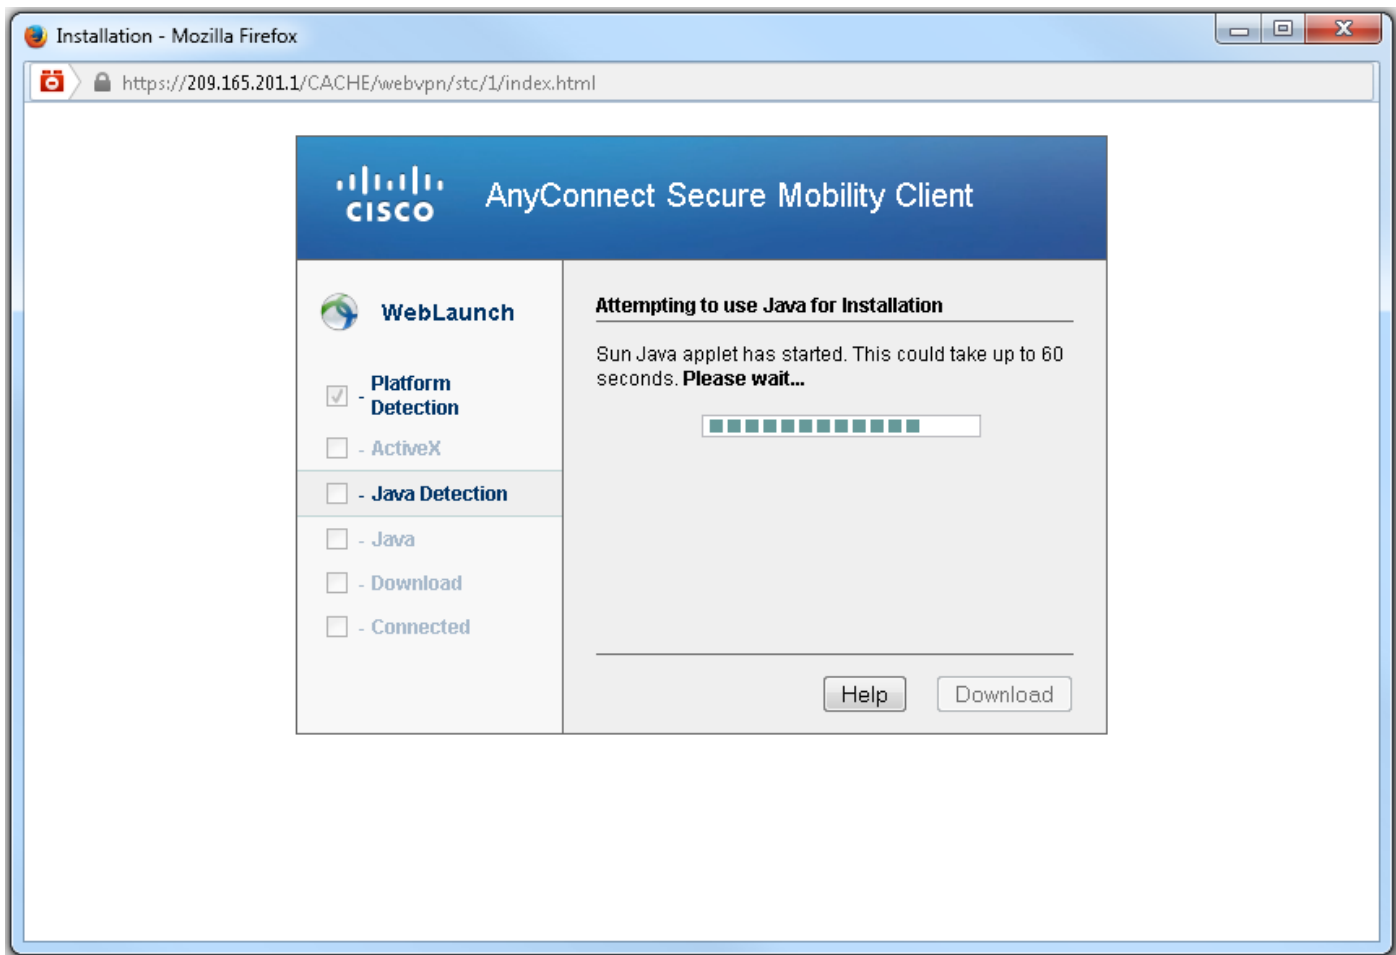 Installation - Mozilla Firefox
https://209.165.201.1/CACHE/webvpn/stc/1/index.html
CISCO
AnyConnect Secure Mobility Client
WebLaunch
- Platform
Detection
- ActiveX
- Java Detection
- Java
- Download
- Connected
Attempting to use Java for Installation
Sun Java applet has started. This could take up to 60
seconds. Please wait...
Help
Download